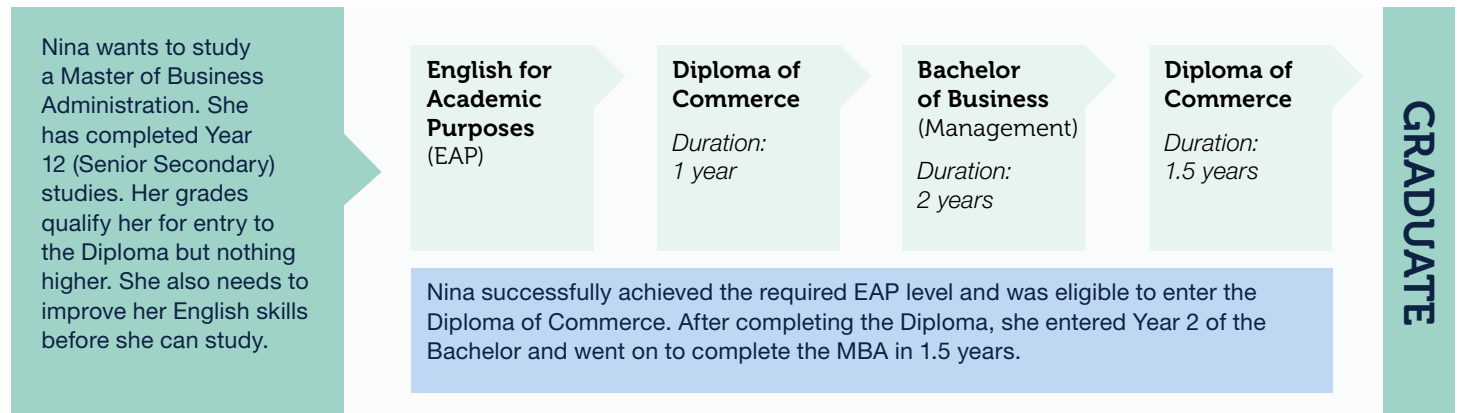 Nina wants to study
a Master of Business
Administration. She
has completed Year
12 (Senior Secondary)
studies. Her grades
qualify her for entry to
the Diploma but nothing
higher. She also needs to
improve her English skills
before she can study.
English for
Academic
Purposes
(EAP)
Diploma of
Commerce
Duration:
1 year
Bachelor
of Business
(Management)
Duration:
2 years
Diploma of
Commerce
Duration:
1.5 years
Nina successfully achieved the required EAP level and was eligible to enter the
Diploma of Commerce. After completing the Diploma, she entered Year 2 of the
Bachelor and went on to complete the MBA in 1.5 years.
GRADUATE